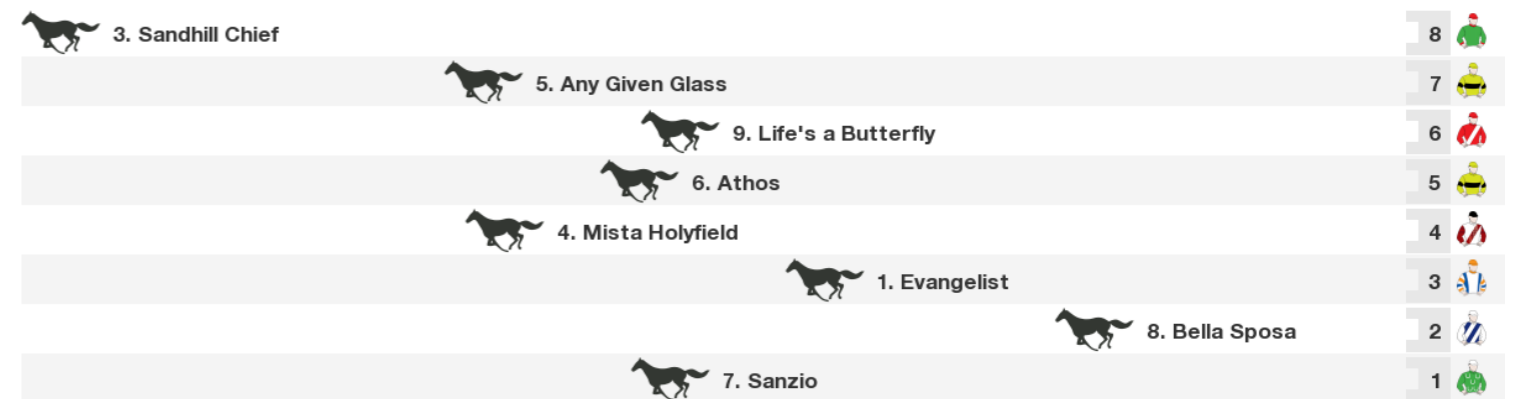 3. Sandhill Chief 8
5. Any Given Glass 7
9. Life's a Butterfly 6
6. Athos 5
4. Mista Holyfield 4
1. Evangelist 3
8. Bella Sposa 2
7. Sanzio 1